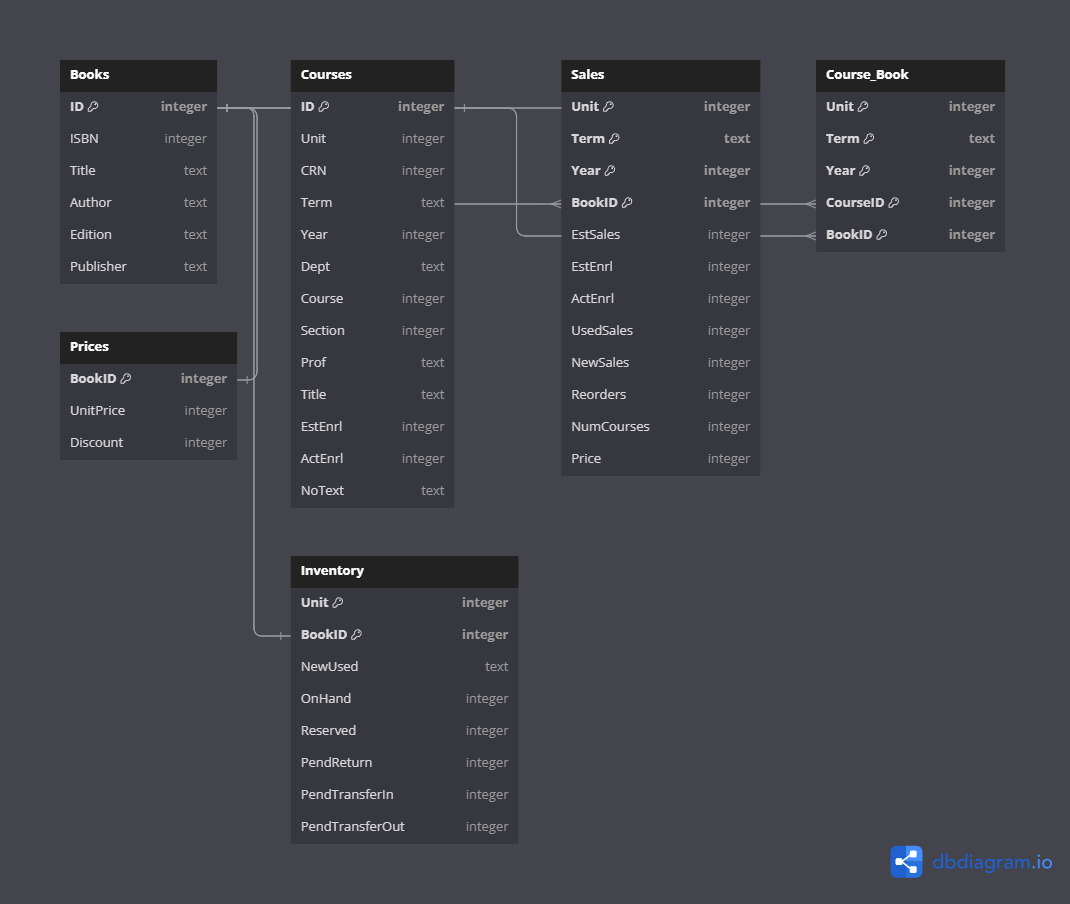 Books
ID integer
ISBN integer
Title text
Author text
Edition text
Publisher text
Prices
BookID integer
UnitPrice integer
Discount integer
Courses
ID integer
Unit integer
CRN integer
Term text
Year integer
Dept text
Course integer
Section integer
Prof text
Title text
EstEnrl integer
ActEnrl integer
NoText text
Inventory
Unit integer
BookID integer
NewUsed text
OnHand integer
Reserved integer
PendReturn integer
PendTransferIn integer
PendTransferOut integer
Sales
Unit integer
Term text
Year integer
BookID integer
EstSales integer
EstEnrl integer
ActEnrl integer
UsedSales integer
NewSales integer
Reorders integer
NumCourses integer
Price integer
Course_Book
Unit integer
Term text
Year integer
CourseID integer
BookID integer
dbdiagram.io